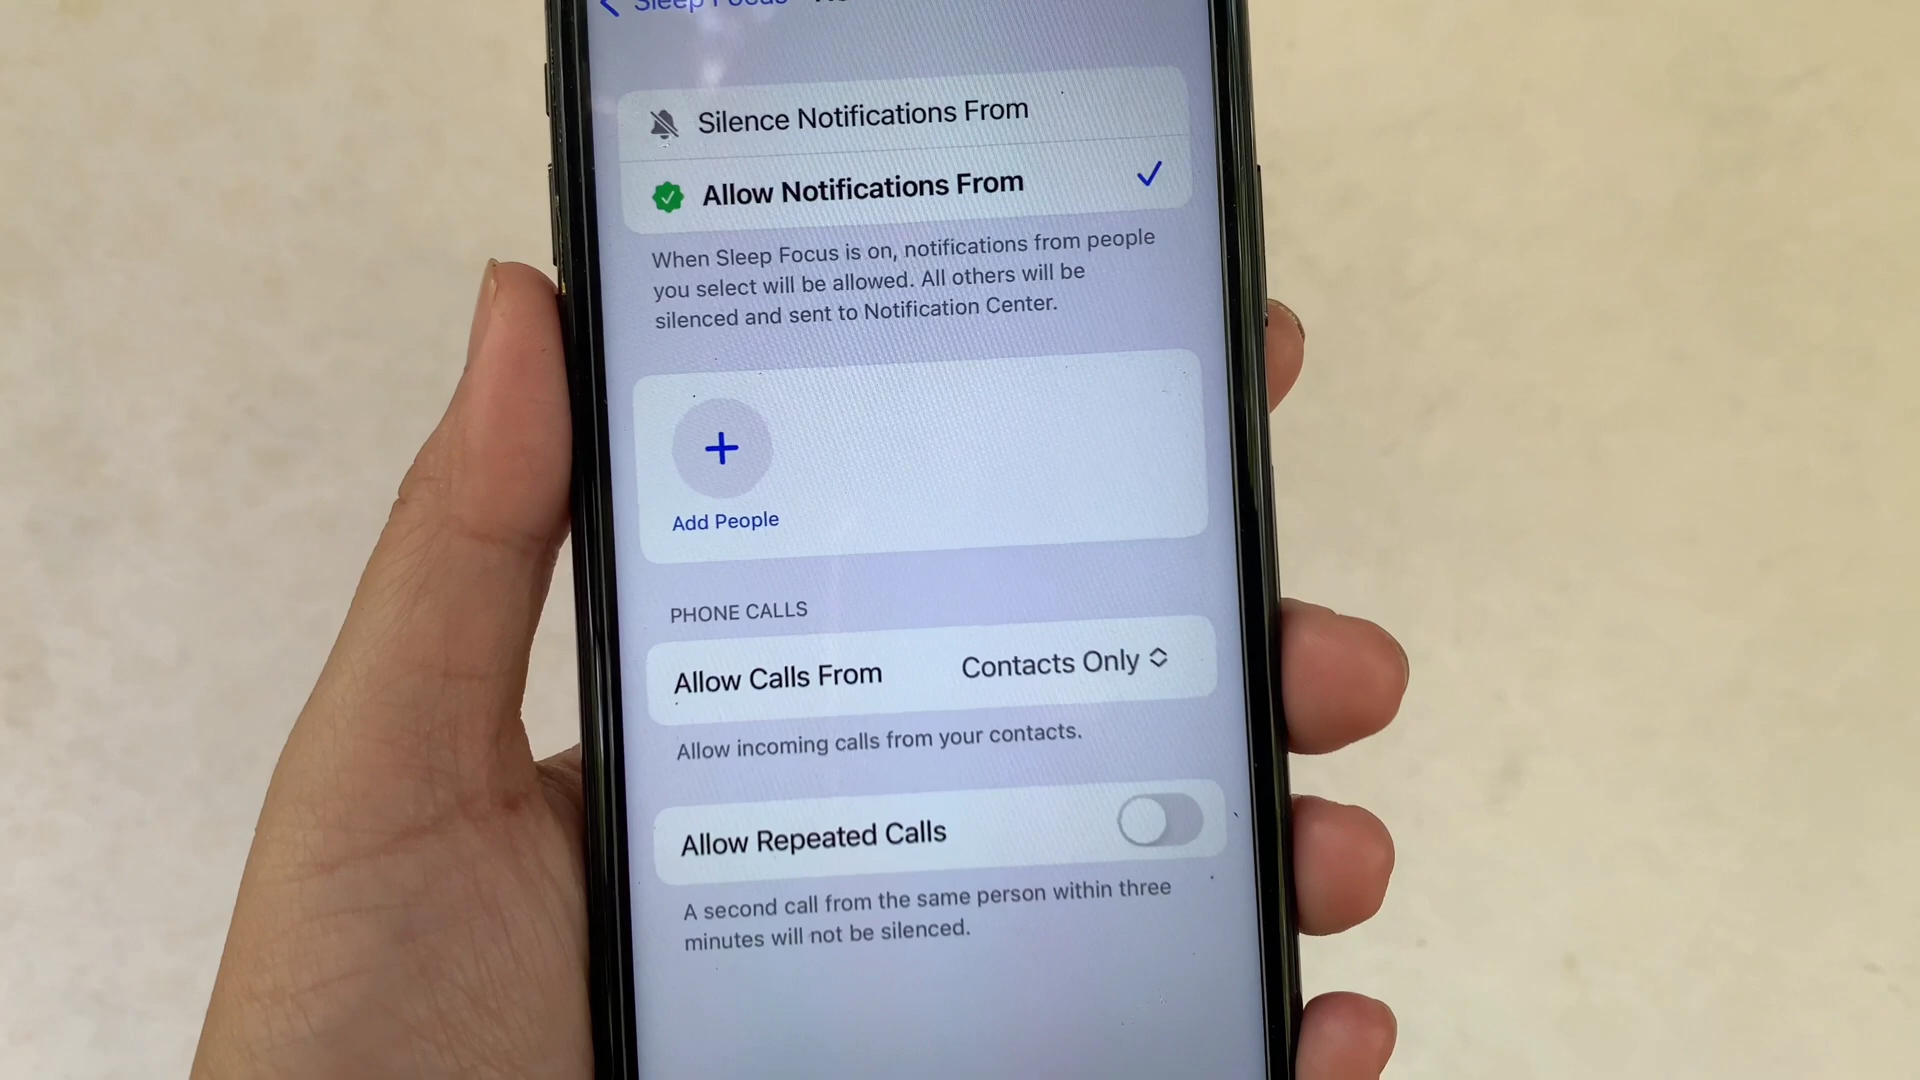 Sleep Focus
Silence Notifications From
Allow Notifications From
When Sleep Focus is on, notifications from people
you select will be allowed. All others will be
silenced and sent to Notification Center.
Add People
PHONE CALLS
Allow Calls From Contacts Only
Allow incoming calls from your contacts.
Allow Repeated Calls
A second call from the same person within three
minutes will not be silenced.